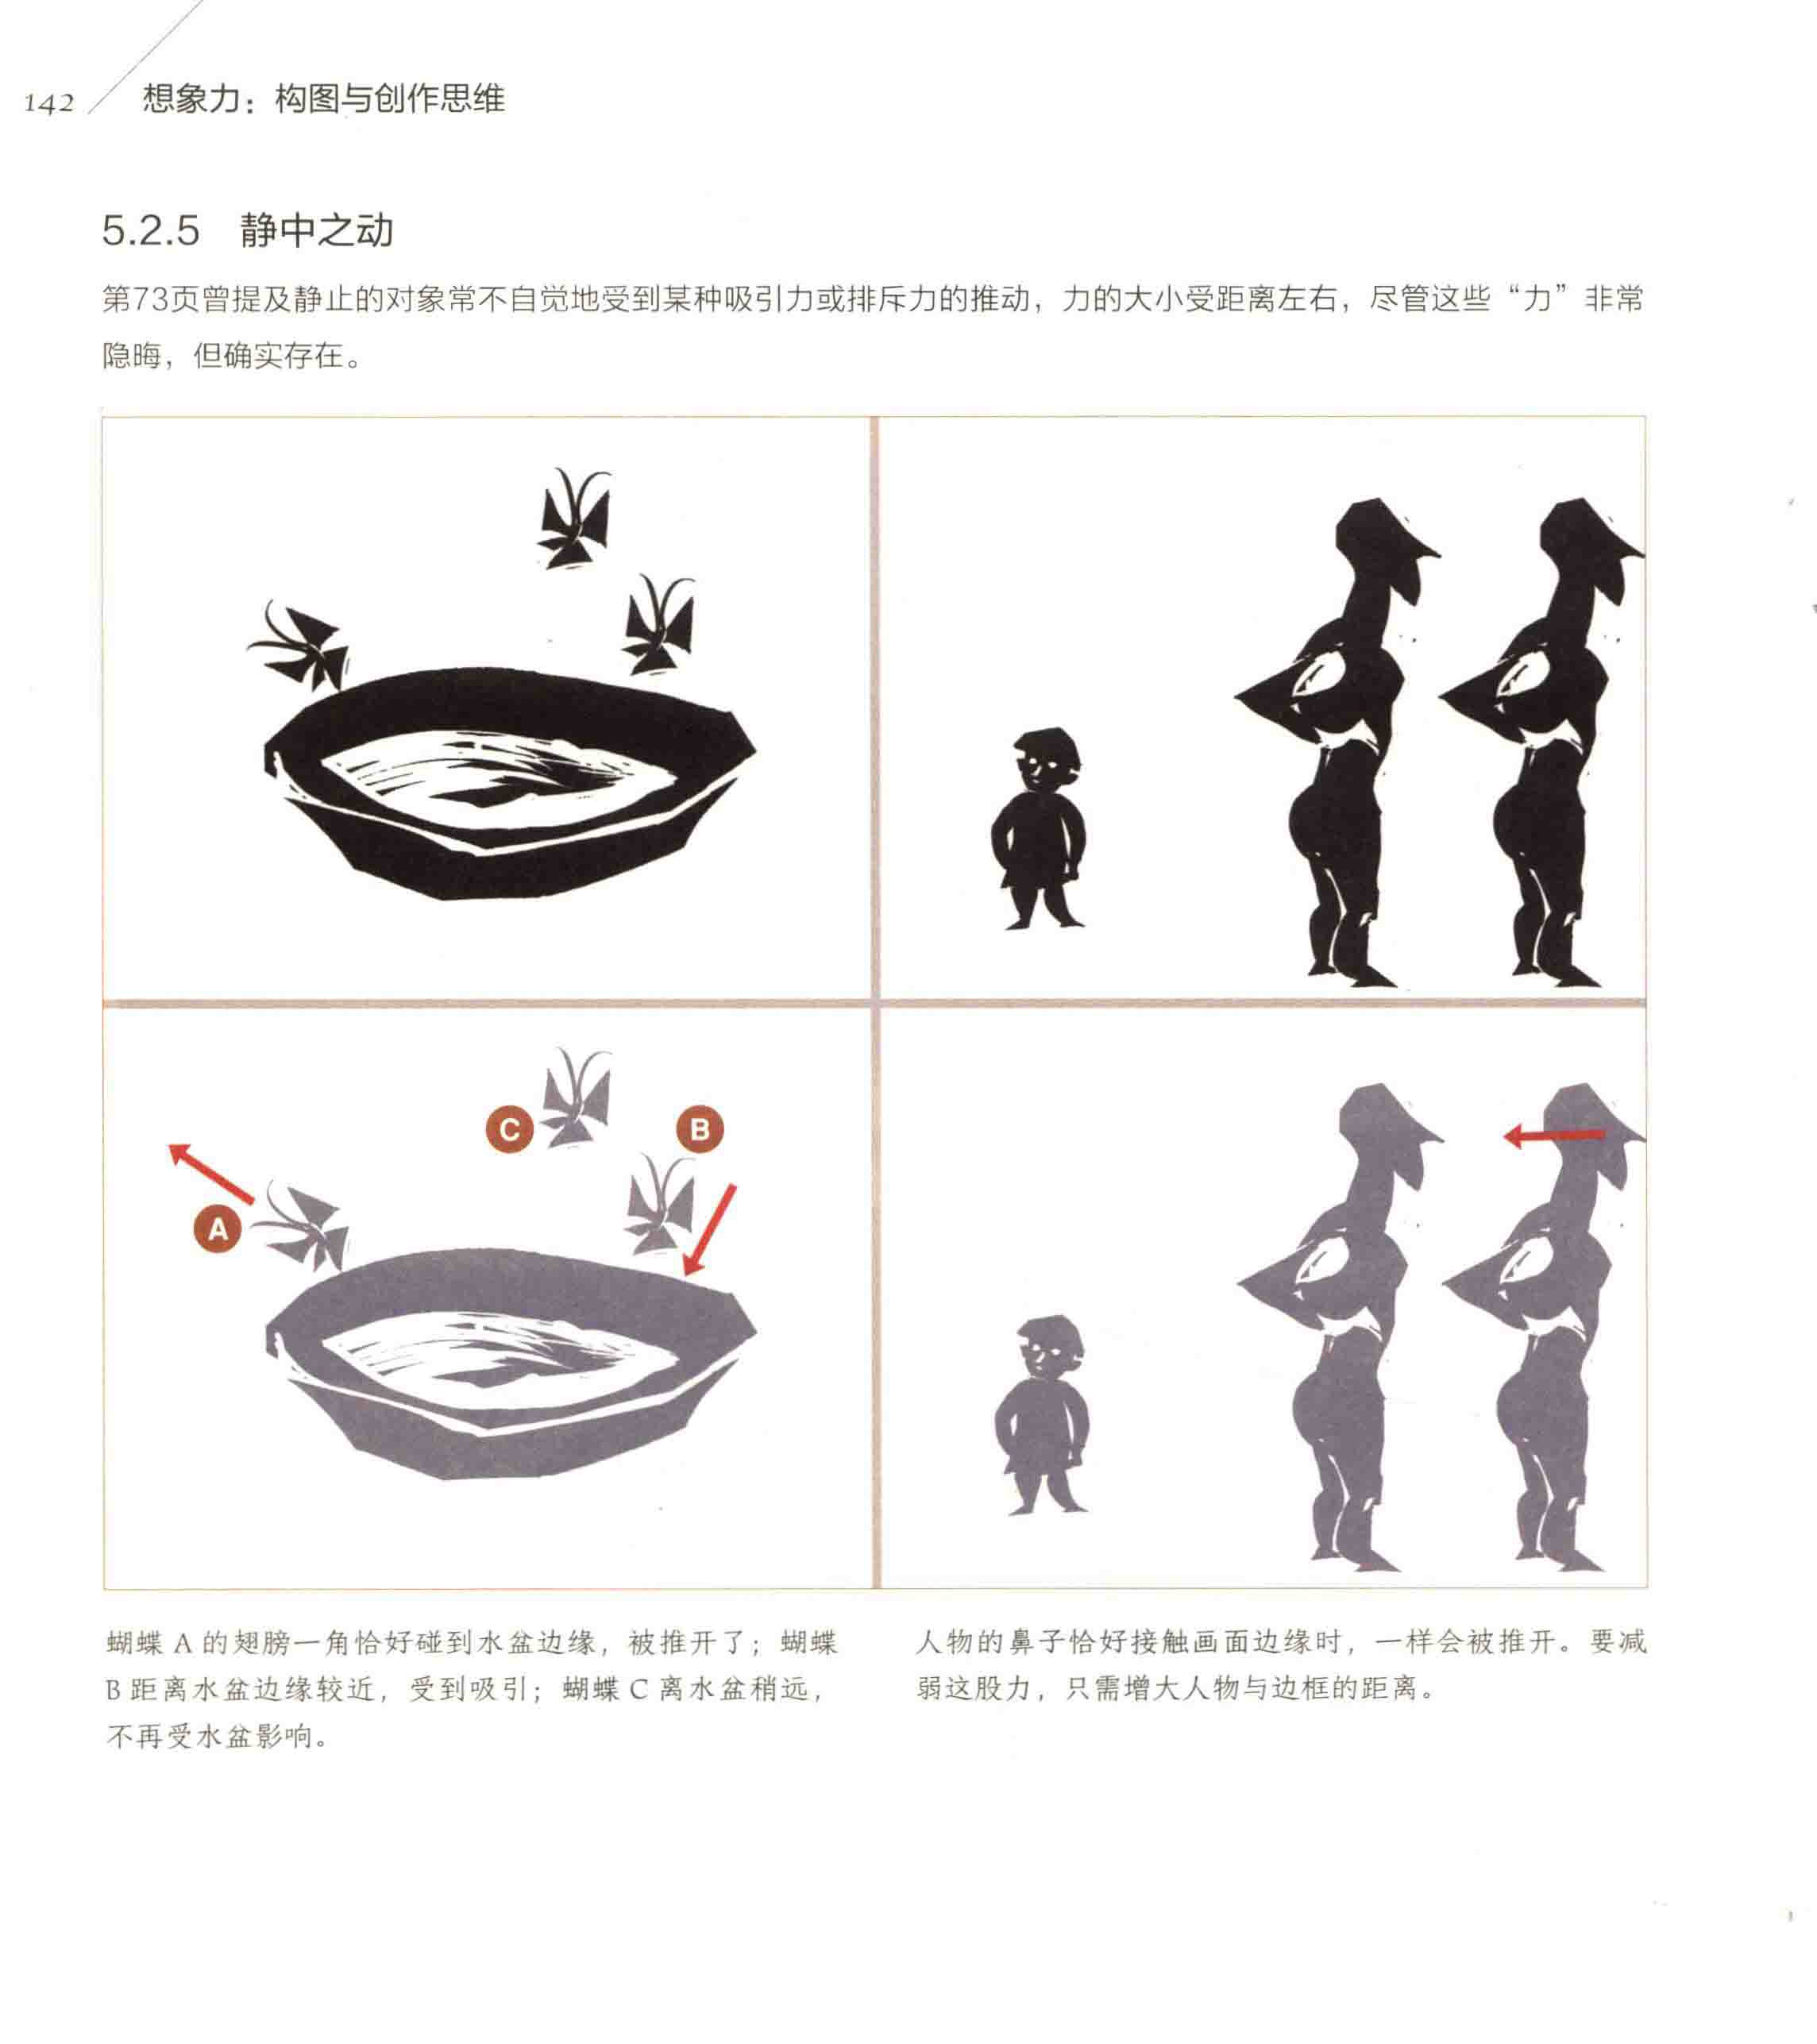 142
想象力：构图与创作思维
5.2.5 静中之动
第73页曾提及静止的对象常不自觉地受到某种吸引力或排斥力的推动，力的大小受距离左右，尽管这些“力”非常
隐晦，但确实存在。
C
B
A
蝴蝶 A 的翅膀一角恰好碰到水盆边缘，被推开了；蝴蝶
B 距离水盆边缘较近，受到吸引；蝴蝶 C 离水盆稍远，
不再受水盆影响。
人物的鼻子恰好接触画面边缘时，一样会被推开。要减
弱这股力，只需增大人物与边框的距离。